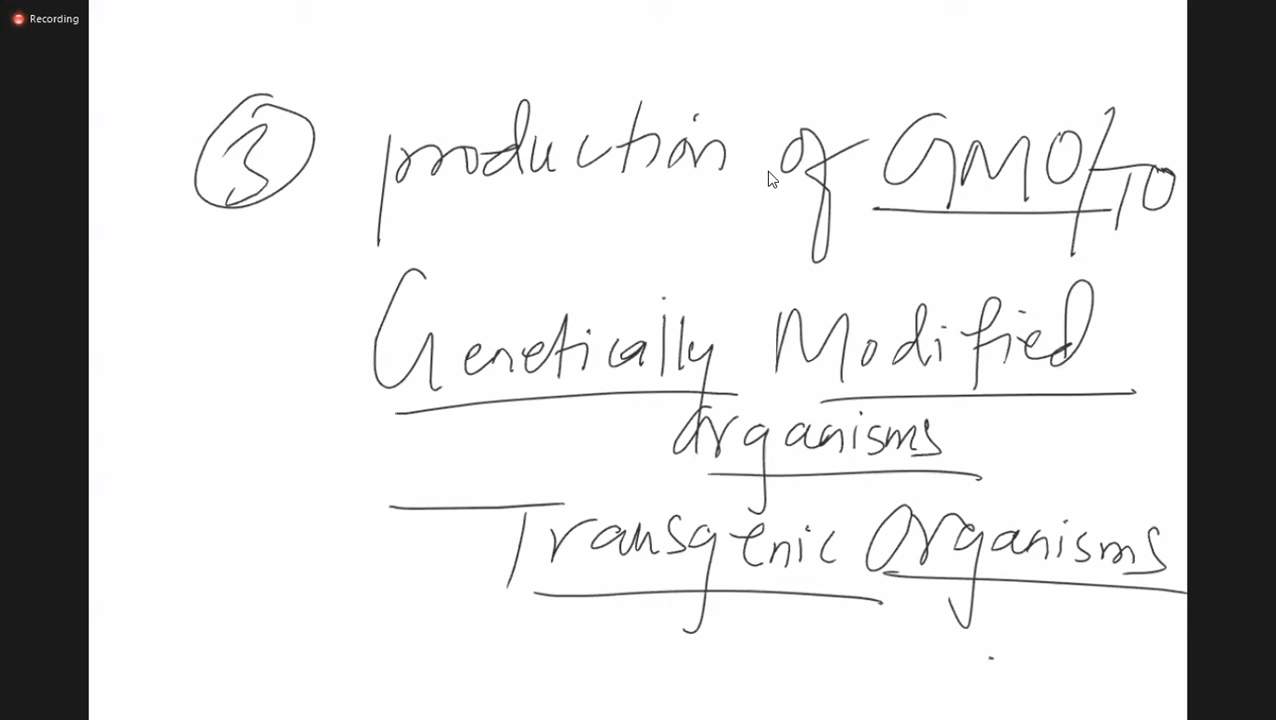 Recording
③ production of GMO/TO
Genetically Modified
organisms
Transgenic Organisms